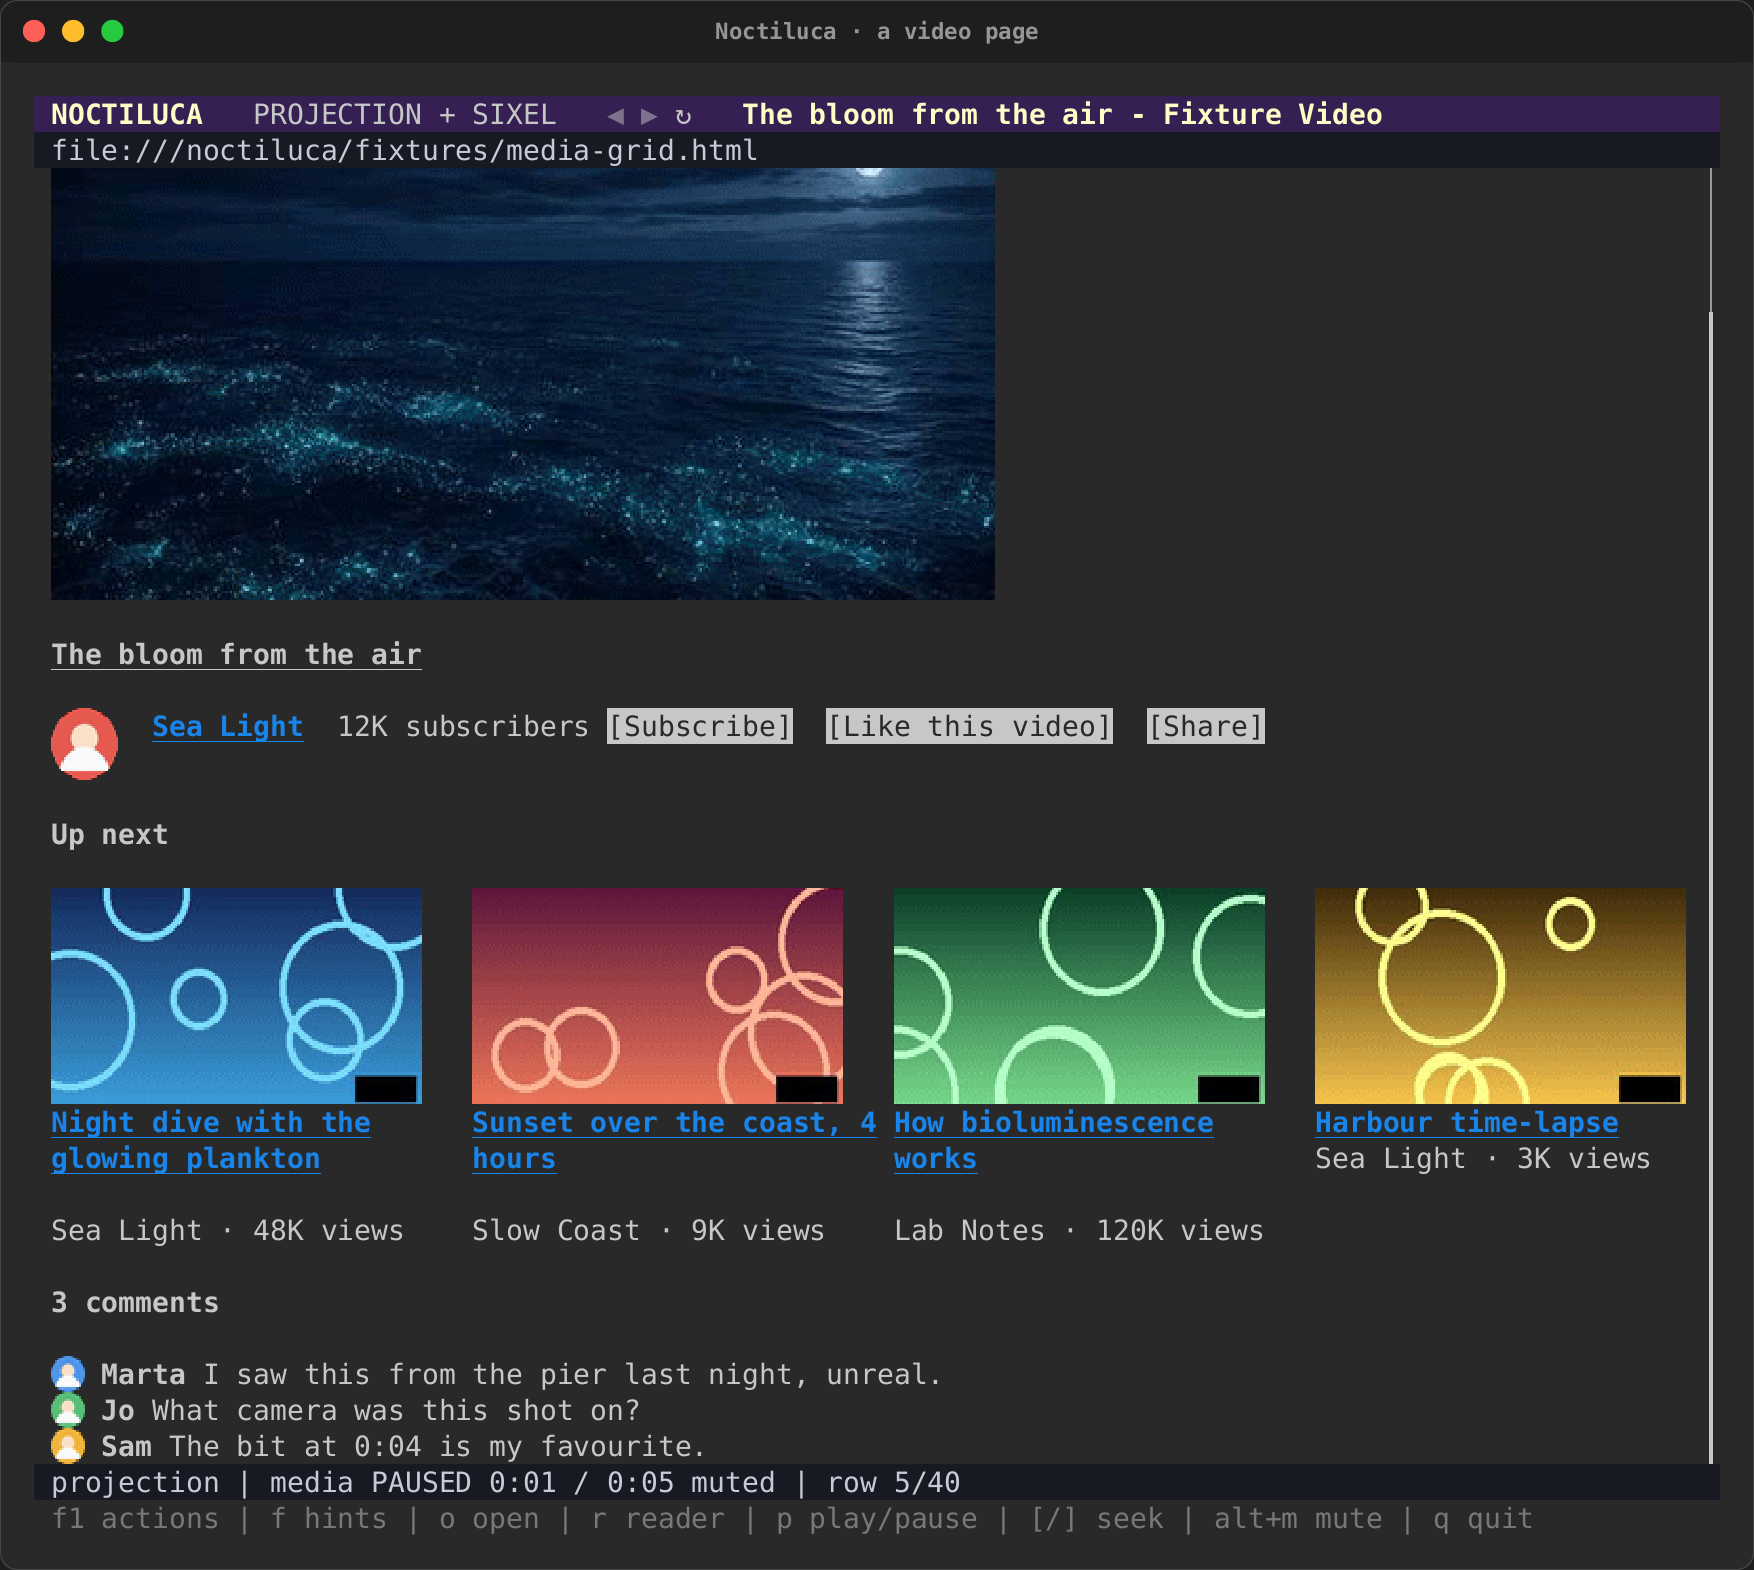 Noctiluca · a video page
NOCTILUCA PROJECTION + SIXEL ◀ ▶ ↻ The bloom from the air - Fixture Video
file:///noctiluca/fixtures/media-grid.html
The bloom from the air
Sea Light 12K subscribers [Subscribe] [Like this video] [Share]
Up next
Night dive with the
glowing plankton
Sea Light · 48K views
Sunset over the coast, 4
hours
Slow Coast · 9K views
How bioluminescence
works
Lab Notes · 120K views
Harbour time-lapse
Sea Light · 3K views
3 comments
Marta I saw this from the pier last night, unreal.
Jo What camera was this shot on?
Sam The bit at 0:04 is my favourite.
projection | media PAUSED 0:01 / 0:05 muted | row 5/40
f1 actions | f hints | o open | r reader | p play/pause | [/] seek | alt+m mute | q quit